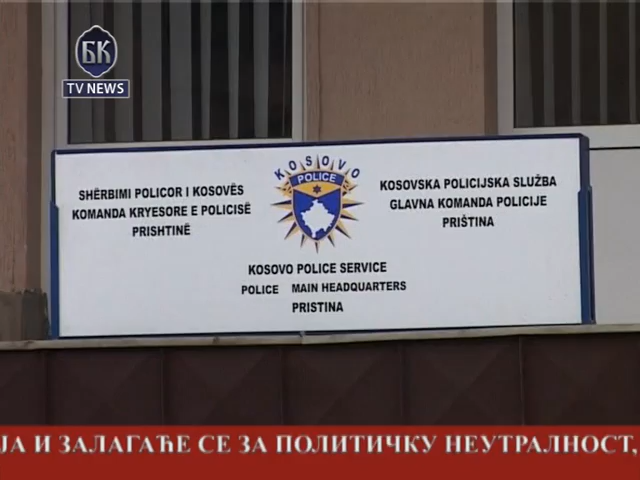 БК
TV NEWS
KOSOVO
POLICE
SHËRBIMI POLICOR I KOSOVËS
KOMANDA KRYESORE E POLICISË
PRISHTINË
KOSOVSKA POLICIJSKA SLUŽBA
GLAVNA KOMANDA POLICIJE
PRIŠTINA
KOSOVO POLICE SERVICE
POLICE MAIN HEADQUARTERS
PRISTINA
ЈА И ЗАЛАГАЋЕ СЕ ЗА ПОЛИТИЧКУ НЕУТРАЛНОСТ,